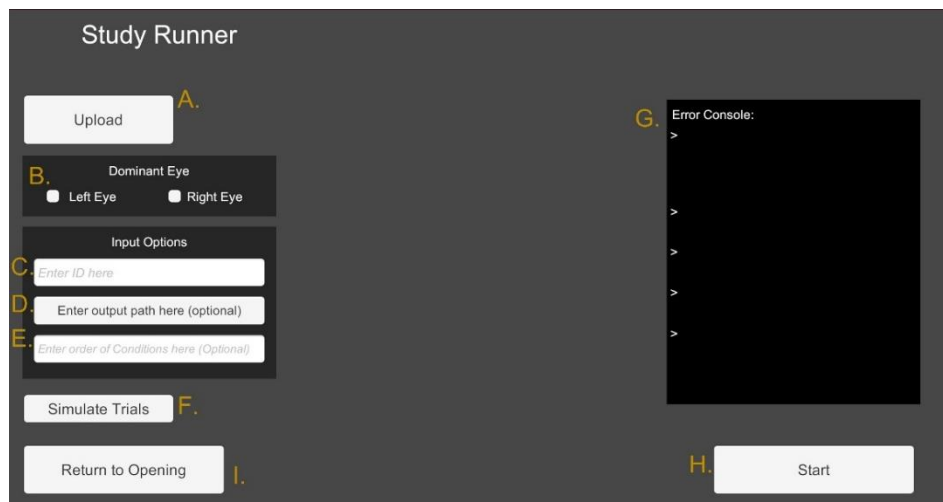 Study Runner
A.
Upload
B.
Dominant Eye
Left Eye Right Eye
Input Options
C.
Enter ID here
D.
Enter output path here (optional)
E.
Enter order of Conditions here (Optional)
Simulate Trials
F.
Return to Opening
I.
G.
Error Console:
>
>
>
>
>
H.
Start